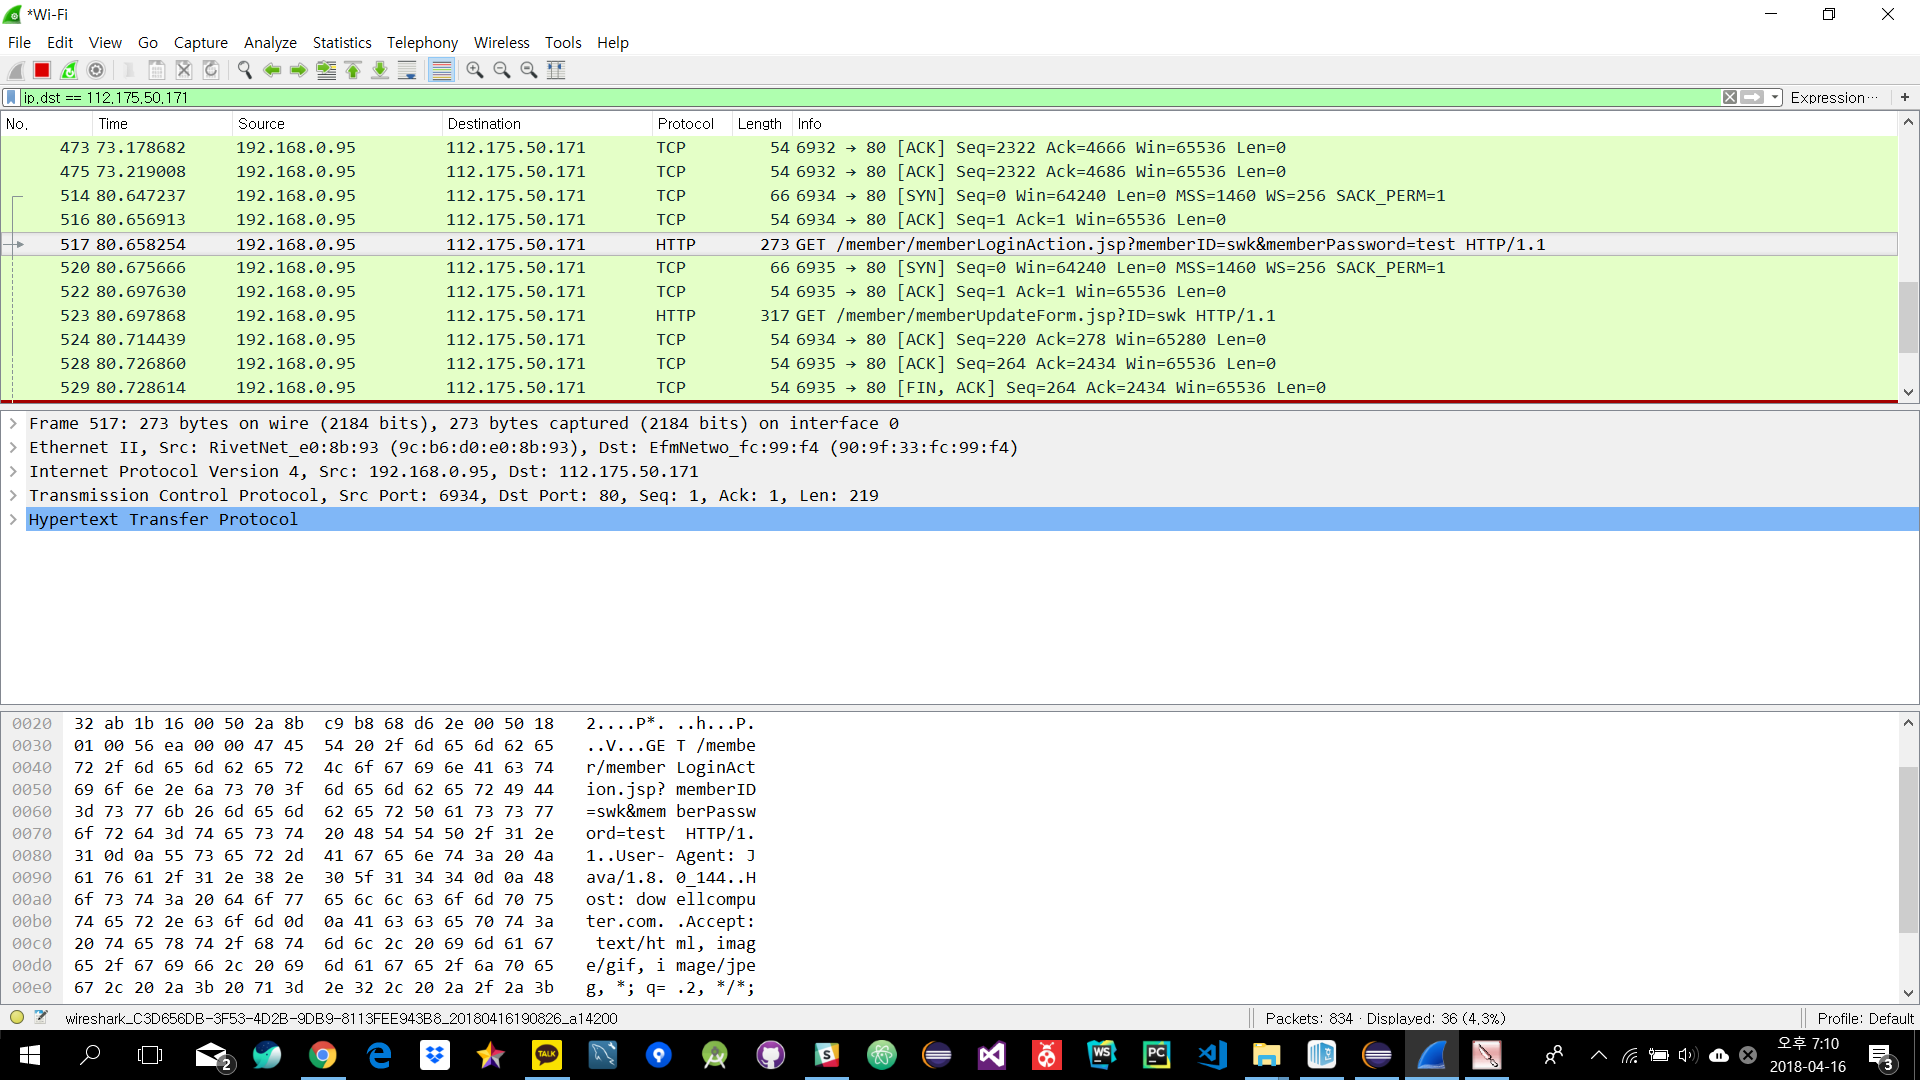 *Wi-Fi
File Edit View Go Capture Analyze Statistics Telephony Wireless Tools Help
ip.dst == 112.175.50.171 Expression… +
No. Time Source Destination Protocol Length Info
473 73.178682 192.168.0.95 112.175.50.171 TCP 54 6932 → 80 [ACK] Seq=2322 Ack=4666 Win=65536 Len=0
475 73.219008 192.168.0.95 112.175.50.171 TCP 54 6932 → 80 [ACK] Seq=2322 Ack=4686 Win=65536 Len=0
514 80.647237 192.168.0.95 112.175.50.171 TCP 66 6934 → 80 [SYN] Seq=0 Win=64240 Len=0 MSS=1460 WS=256 SACK_PERM=1
516 80.656913 192.168.0.95 112.175.50.171 TCP 54 6934 → 80 [ACK] Seq=1 Ack=1 Win=65536 Len=0
517 80.658254 192.168.0.95 112.175.50.171 HTTP 273 GET /member/memberLoginAction.jsp?memberID=swk&memberPassword=test HTTP/1.1
520 80.675666 192.168.0.95 112.175.50.171 TCP 66 6935 → 80 [SYN] Seq=0 Win=64240 Len=0 MSS=1460 WS=256 SACK_PERM=1
522 80.697630 192.168.0.95 112.175.50.171 TCP 54 6935 → 80 [ACK] Seq=1 Ack=1 Win=65536 Len=0
523 80.697868 192.168.0.95 112.175.50.171 HTTP 317 GET /member/memberUpdateForm.jsp?ID=swk HTTP/1.1
524 80.714439 192.168.0.95 112.175.50.171 TCP 54 6934 → 80 [ACK] Seq=220 Ack=278 Win=65280 Len=0
528 80.726860 192.168.0.95 112.175.50.171 TCP 54 6935 → 80 [ACK] Seq=264 Ack=2434 Win=65536 Len=0
529 80.728614 192.168.0.95 112.175.50.171 TCP 54 6935 → 80 [FIN, ACK] Seq=264 Ack=2434 Win=65536 Len=0
Frame 517: 273 bytes on wire (2184 bits), 273 bytes captured (2184 bits) on interface 0
Ethernet II, Src: RivetNet_e0:8b:93 (9c:b6:d0:e0:8b:93), Dst: EfmNetwo_fc:99:f4 (90:9f:33:fc:99:f4)
Internet Protocol Version 4, Src: 192.168.0.95, Dst: 112.175.50.171
Transmission Control Protocol, Src Port: 6934, Dst Port: 80, Seq: 1, Ack: 1, Len: 219
Hypertext Transfer Protocol
0020 32 ab 1b 16 00 50 2a 8b c9 b8 68 d6 2e 00 50 18 2....P*. ..h...P.
0030 01 00 56 ea 00 00 47 45 54 20 2f 6d 65 6d 62 65 ..V...GE T /membe
0040 72 2f 6d 65 6d 62 65 72 4c 6f 67 69 6e 41 63 74 r/member LoginAct
0050 69 6f 6e 2e 6a 73 70 3f 6d 65 6d 62 65 72 49 44 ion.jsp? memberID
0060 3d 73 77 6b 26 6d 65 6d 62 65 72 50 61 73 73 77 =swk&mem berPassw
0070 6f 72 64 3d 74 65 73 74 20 48 54 54 50 2f 31 2e ord=test HTTP/1.
0080 31 0d 0a 55 73 65 72 2d 41 67 65 6e 74 3a 20 4a 1..User- Agent: J
0090 61 76 61 2f 31 2e 38 2e 30 5f 31 34 34 0d 0a 48 ava/1.8. 0_144..H
00a0 6f 73 74 3a 20 64 6f 77 65 6c 6c 63 6f 6d 70 75 ost: dow ellcompu
00b0 74 65 72 2e 63 6f 6d 0d 0a 41 63 63 65 70 74 3a ter.com. .Accept:
00c0 20 74 65 78 74 2f 68 74 6d 6c 2c 20 69 6d 61 67 text/ht ml, imag
00d0 65 2f 67 69 66 2c 20 69 6d 61 67 65 2f 6a 70 65 e/gif, i mage/jpe
00e0 67 2c 20 2a 3b 20 71 3d 2e 32 2c 20 2a 2f 2a 3b g, *; q= .2, */*;
wireshark_C3D656DB-3F53-4D2B-9DB9-8113FEE943B8_20180416190826_a14200 Packets: 834 · Displayed: 36 (4.3%) Profile: Default
2 TALK WS PC 오후 7:10
2018-04-16 3